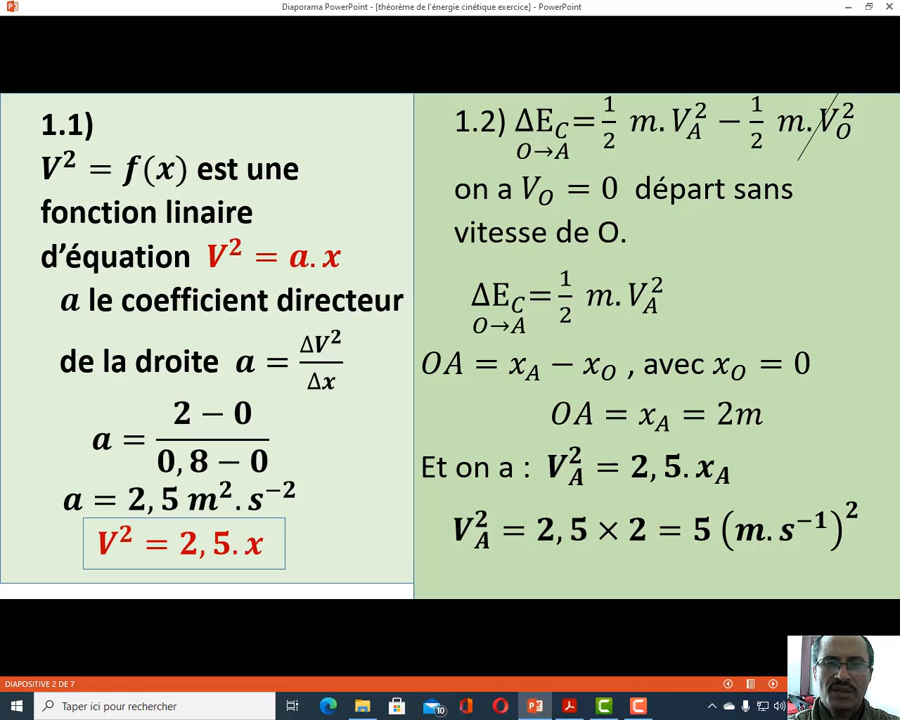 Diaporama PowerPoint - [théorème de l'énergie cinétique exercice] - PowerPoint
1.1)
V² = f(x) est une
fonction linaire
d'équation V² = a. x
a le coefficient directeur
de la droite a = ΔV²/Δx
a = (2 − 0)/(0,8 − 0)
a = 2,5 m².s⁻²
V² = 2,5. x
1.2) ΔE_C = 1/2 m.V_A² − 1/2 m.V_O²
O→A
on a V_O = 0 départ sans
vitesse de O.
ΔE_C = 1/2 m.V_A²
O→A
OA = x_A − x_O , avec x_O = 0
OA = x_A = 2m
Et on a : V_A² = 2,5. x_A
V_A² = 2,5 × 2 = 5 (m.s⁻¹)²
DIAPOSITIVE 2 DE 7
Taper ici pour rechercher
10